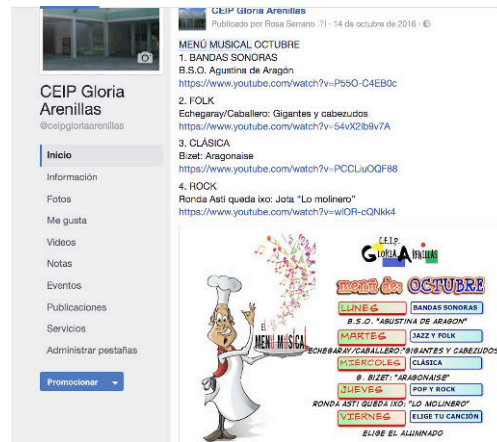 CEIP Gloria Arenillas
Publicado por Rosa Serrano [?] · 14 de octubre de 2016 ·
MENÚ MUSICAL OCTUBRE
1. BANDAS SONORAS
B.S.O. Agustina de Aragón
https://www.youtube.com/watch?v=P55O-C4EB0c
2. FOLK
Echegaray/Caballero: Gigantes y cabezudos
https://www.youtube.com/watch?v=54vX2lb9v7A
3. CLÁSICA
Bizet: Aragonaise
https://www.youtube.com/watch?v=PCCLiuOQF88
4. ROCK
Ronda Asti queda ixo: Jota "Lo molinero"
https://www.youtube.com/watch?v=wIOR-cQNkk4
CEIP Gloria
Arenillas
@ceipgloriaarenillas
Inicio
Información
Fotos
Me gusta
Videos
Notas
Eventos
Publicaciones
Servicios
Administrar pestañas
Promocionar
C.E.I.P.
GLORIA ARENILLAS
menú de: OCTUBRE
LUNES BANDAS SONORAS
B.S.O. "AGUSTINA DE ARAGON"
MARTES JAZZ Y FOLK
ECHEGARAY/CABALLERO:"GIGANTES Y CABEZUDOS
MIÉRCOLES CLÁSICA
G. BIZET: "ARAGONAISE"
JUEVES POP Y ROCK
RONDA ASTI QUEDA IXO: "LO MOLINERO"
VIERNES ELIGE TU CANCIÓN
ELIGE EL ALUMNADO
EL
MENÚ MUSICAL